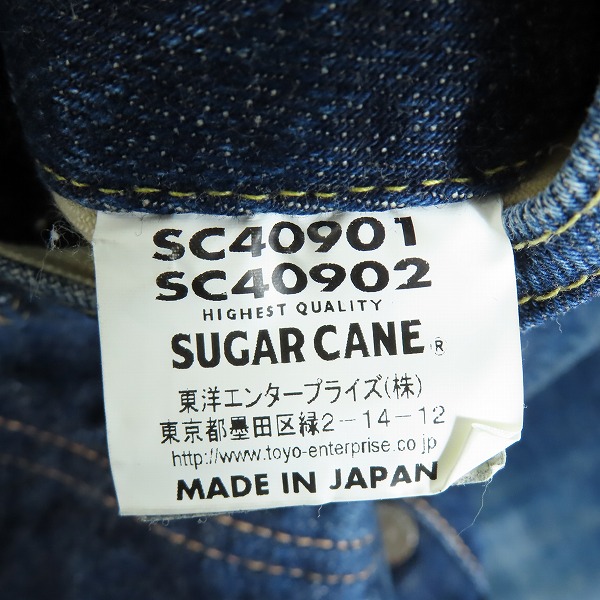 SC40901
SC40902
HIGHEST QUALITY
SUGAR CANE®
東洋エンタープライズ(株)
東京都墨田区緑2-14-12
http://www.toyo-enterprise.co.jp
MADE IN JAPAN